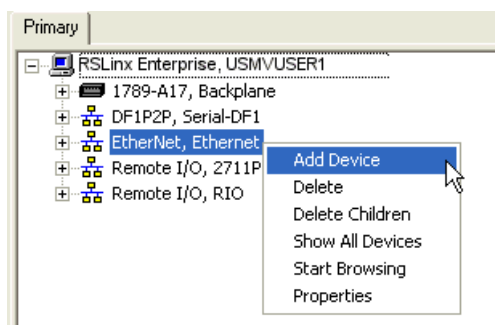 Primary
RSLinx Enterprise, USMVUSER1
1789-A17, Backplane
DF1P2P, Serial-DF1
EtherNet, Ethernet
Remote I/O, 2711P
Remote I/O, RIO
Add Device
Delete
Delete Children
Show All Devices
Start Browsing
Properties